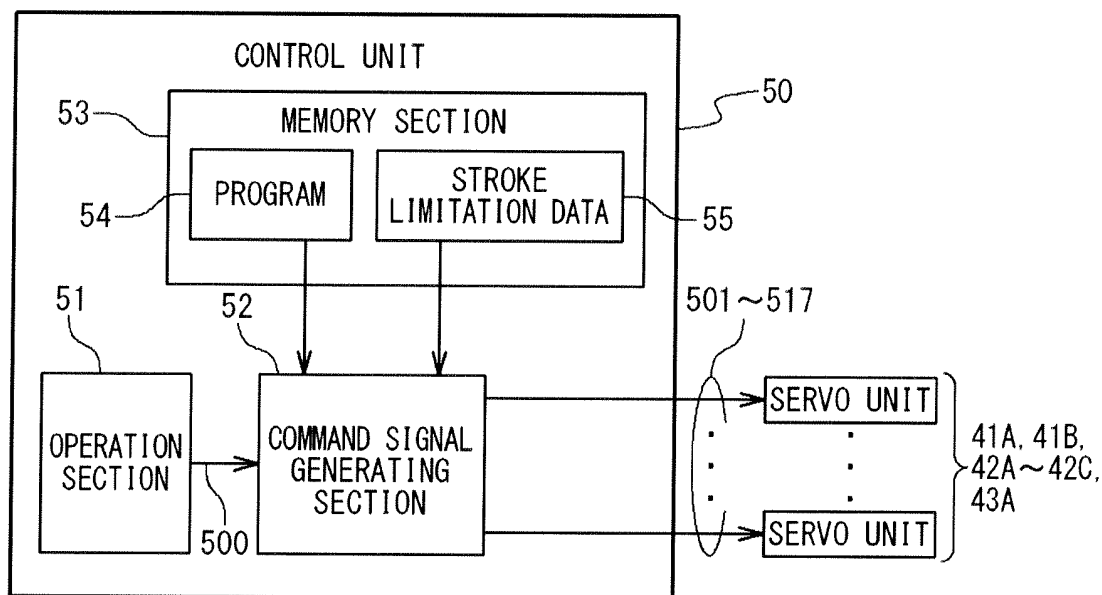 CONTROL UNIT
50
53
MEMORY SECTION
PROGRAM
STROKE
LIMITATION DATA
54
55
51
52
501～517
OPERATION
SECTION
500
COMMAND SIGNAL
GENERATING
SECTION
SERVO UNIT
SERVO UNIT
41A, 41B,
42A～42C,
43A